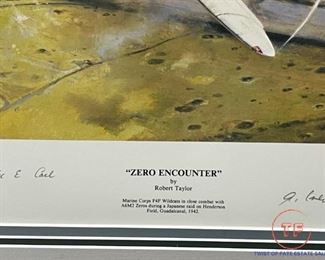 "ZERO ENCOUNTER"
by
Robert Taylor
Marine Corps F4F Wildcats in close combat with
A6M2 Zeros during a Japanese raid on Henderson
Field, Guadalcanal, 1942.
E Carl
TF
TWIST OF FATE ESTATE SALES